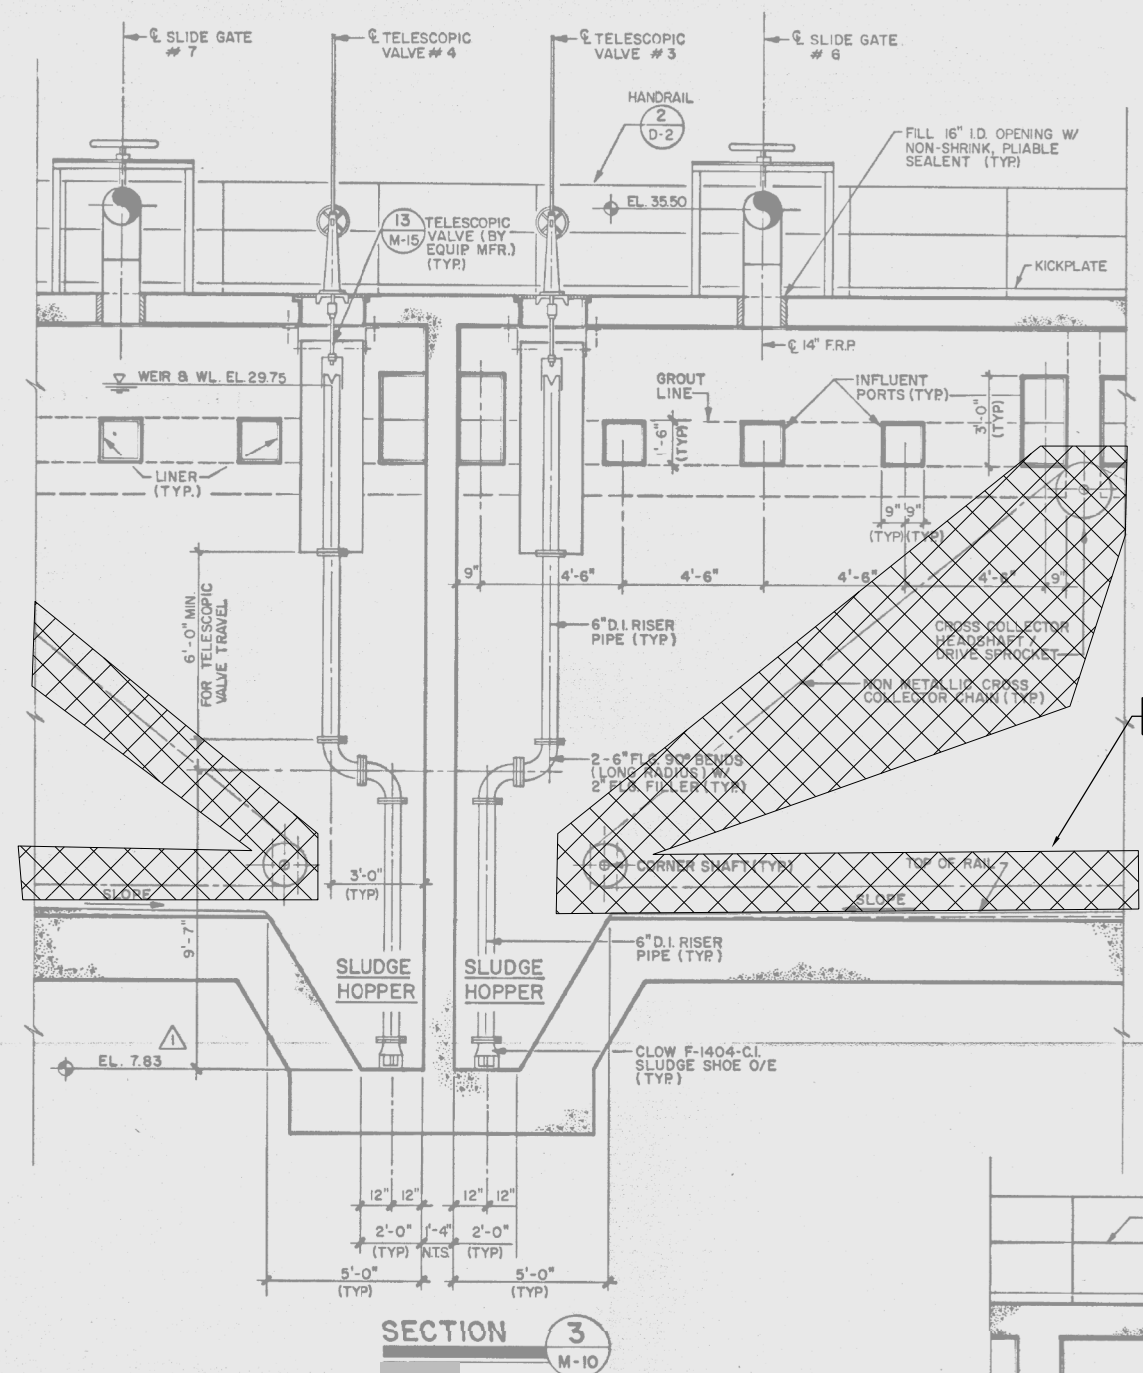 ℄ SLIDE GATE
# 7
℄ TELESCOPIC
VALVE # 4
℄ TELESCOPIC
VALVE # 3
℄ SLIDE GATE
# 6
HANDRAIL
2
D-2
FILL 16" I.D. OPENING W/
NON-SHRINK, PLIABLE
SEALENT (TYP.)
EL. 35.50
13
M-15
TELESCOPIC
VALVE (BY
EQUIP MFR.)
(TYP.)
KICKPLATE
℄ 14" F.R.P.
WEIR & WL. EL 29.75
GROUT
LINE
INFLUENT
PORTS (TYP.)
3'-0"
(TYP)
1'-6"
(TYP)
LINER
(TYP.)
9" 9"
(TYP) (TYP)
9"
4'-6"
4'-6"
4'-6"
4'-6"
9"
6'-0" MIN.
FOR TELESCOPIC
VALVE TRAVEL
6" D.I. RISER
PIPE (TYP.)
CROSS COLLECTOR
HEADSHAFT
DRIVE SPROCKET
NON METALLIC CROSS
COLLECTOR CHAIN (TYP.)
2-6" FLG. 90° BENDS
(LONG RADIUS) W/
2" FLG. FILLER (TYP.)
CORNER SHAFT (TYP)
TOP OF RAIL
3'-0"
(TYP)
SLOPE
SLOPE
9'-7"
6" D.I. RISER
PIPE (TYP.)
SLUDGE
HOPPER
SLUDGE
HOPPER
1
EL. 7.83
CLOW F-1404-C.I.
SLUDGE SHOE O/E
(TYP.)
12" 12" 12" 12"
2'-0" 1'-4" 2'-0"
(TYP) N.T.S. (TYP)
5'-0" 5'-0"
(TYP) (TYP)
SECTION 3
M-10